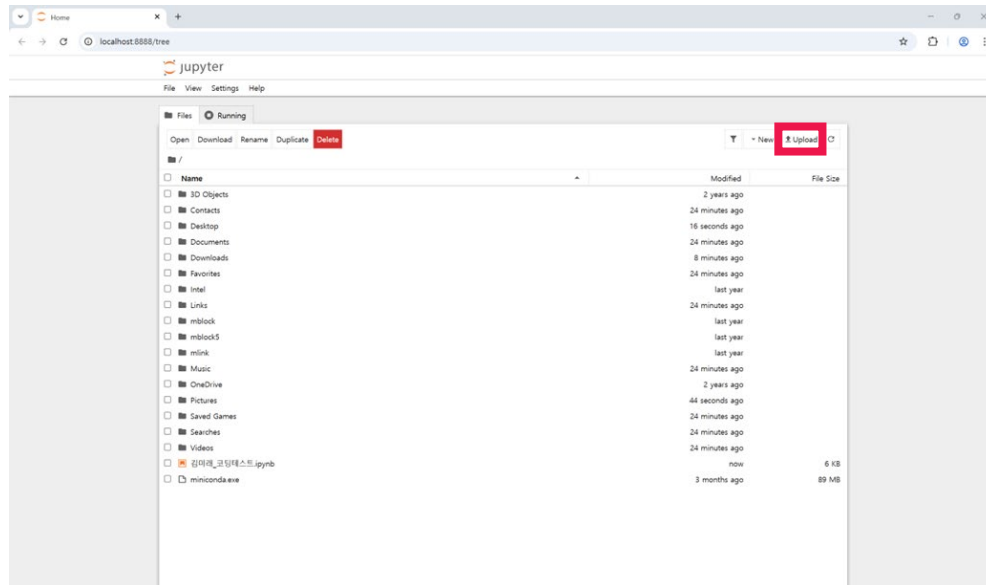 Home
localhost:8888/tree
jupyter
File View Settings Help
Files Running
Open Download Rename Duplicate Delete New Upload
/
Name Modified File Size
3D Objects 2 years ago
Contacts 24 minutes ago
Desktop 16 seconds ago
Documents 24 minutes ago
Downloads 8 minutes ago
Favorites 24 minutes ago
Intel last year
Links 24 minutes ago
mblock last year
mblock5 last year
mlink last year
Music 24 minutes ago
OneDrive 2 years ago
Pictures 44 seconds ago
Saved Games 24 minutes ago
Searches 24 minutes ago
Videos 24 minutes ago
김미래_코딩테스트.ipynb now 6 KB
miniconda.exe 3 months ago 89 MB